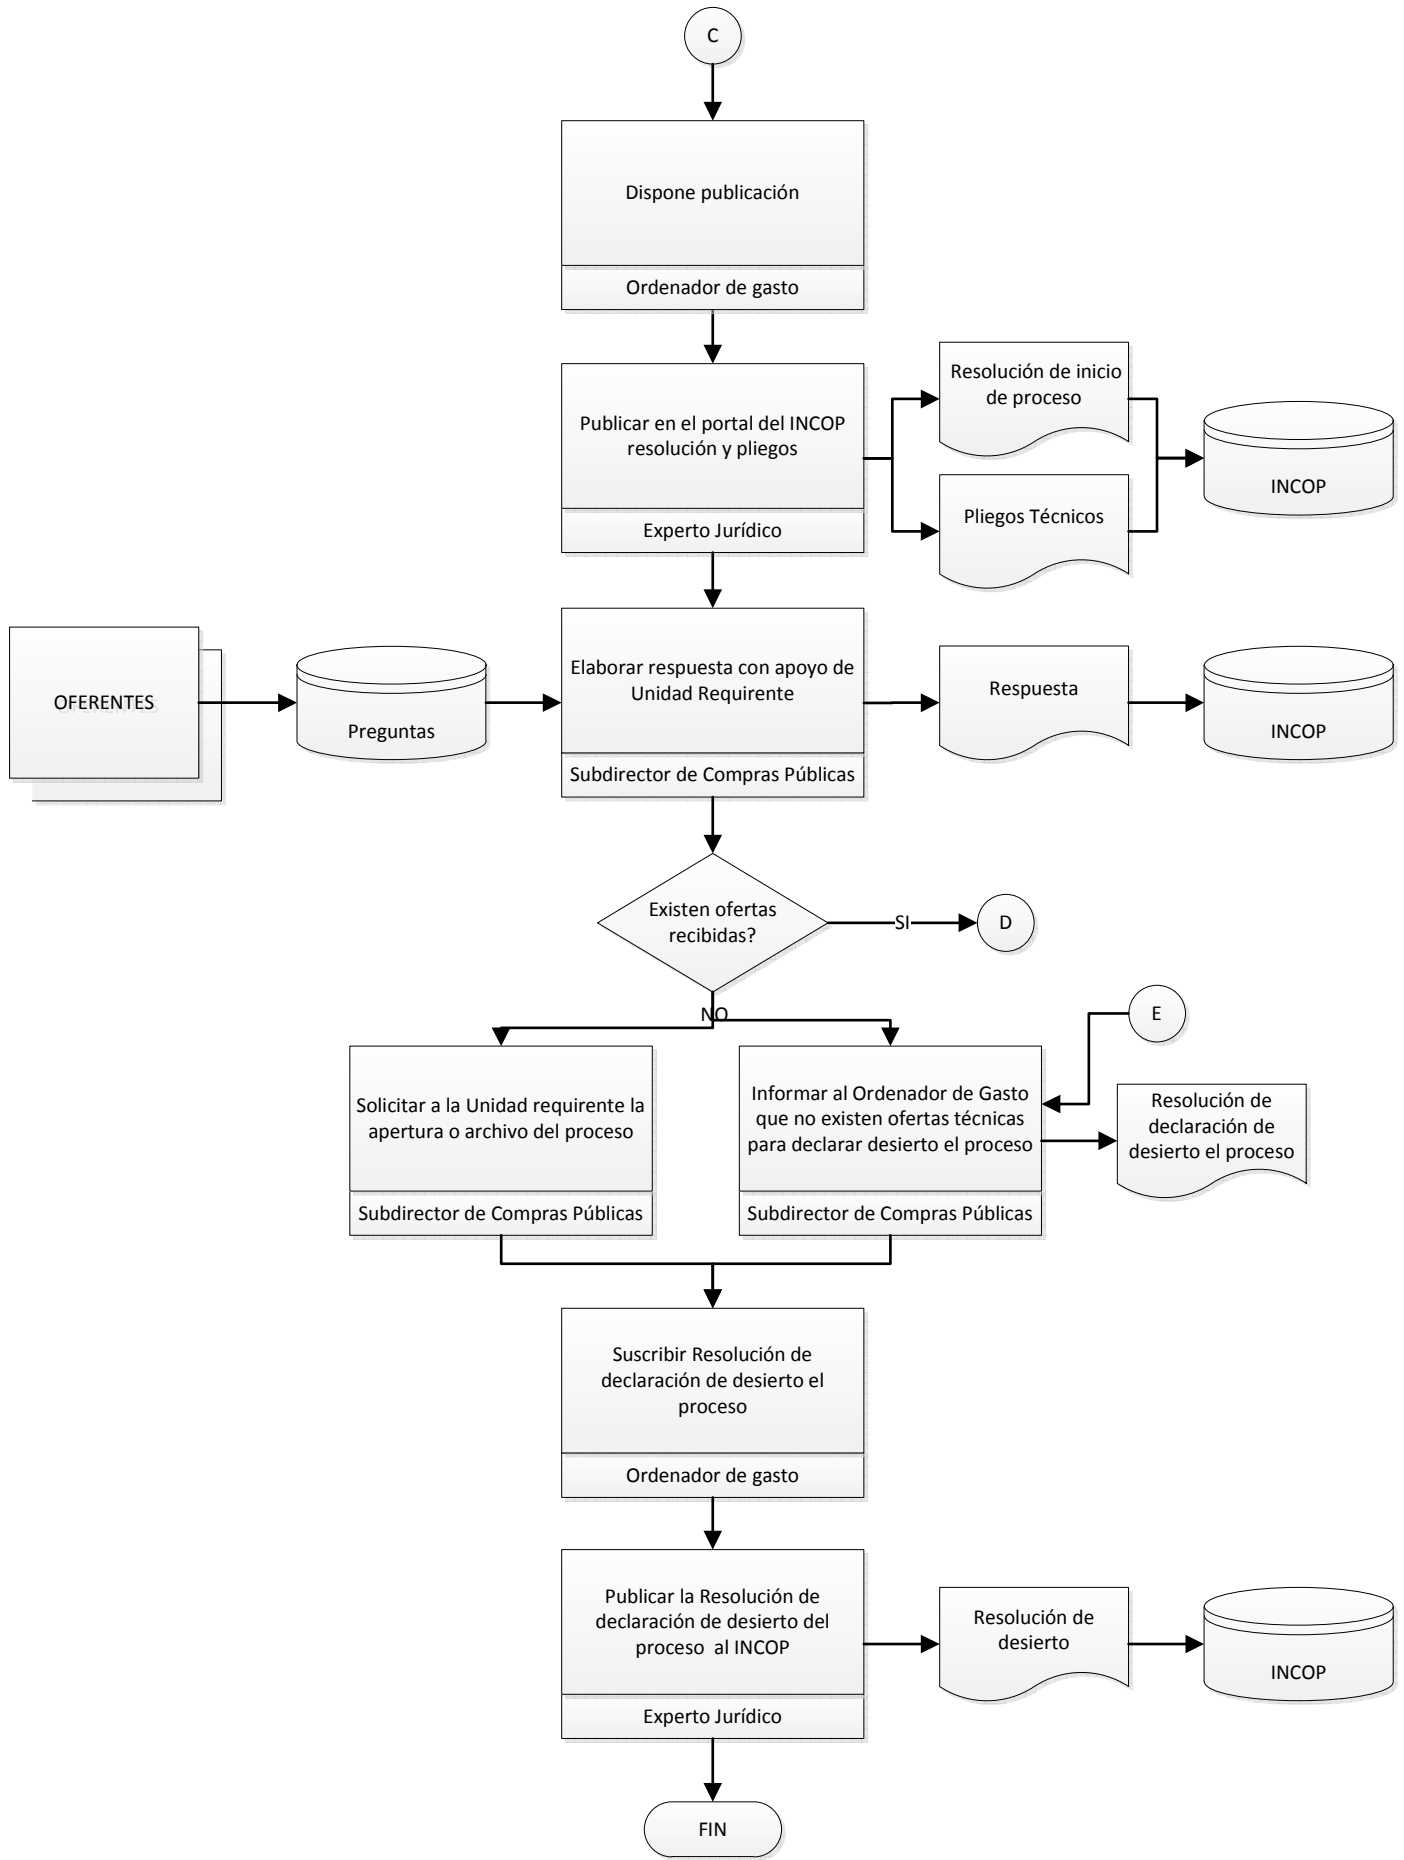 C
Dispone publicación
Ordenador de gasto
Publicar en el portal del INCOP
resolución y pliegos
Experto Jurídico
Resolución de inicio
de proceso
Pliegos Técnicos
INCOP
OFERENTES
Preguntas
Elaborar respuesta con apoyo de
Unidad Requirente
Subdirector de Compras Públicas
Respuesta
INCOP
Existen ofertas
recibidas?
SI
D
NO
E
Solicitar a la Unidad requirente la
apertura o archivo del proceso
Subdirector de Compras Públicas
Informar al Ordenador de Gasto
que no existen ofertas técnicas
para declarar desierto el proceso
Subdirector de Compras Públicas
Resolución de
declaración de
desierto el proceso
Suscribir Resolución de
declaración de desierto el
proceso
Ordenador de gasto
Publicar la Resolución de
declaración de desierto del
proceso al INCOP
Experto Jurídico
Resolución de
desierto
INCOP
FIN